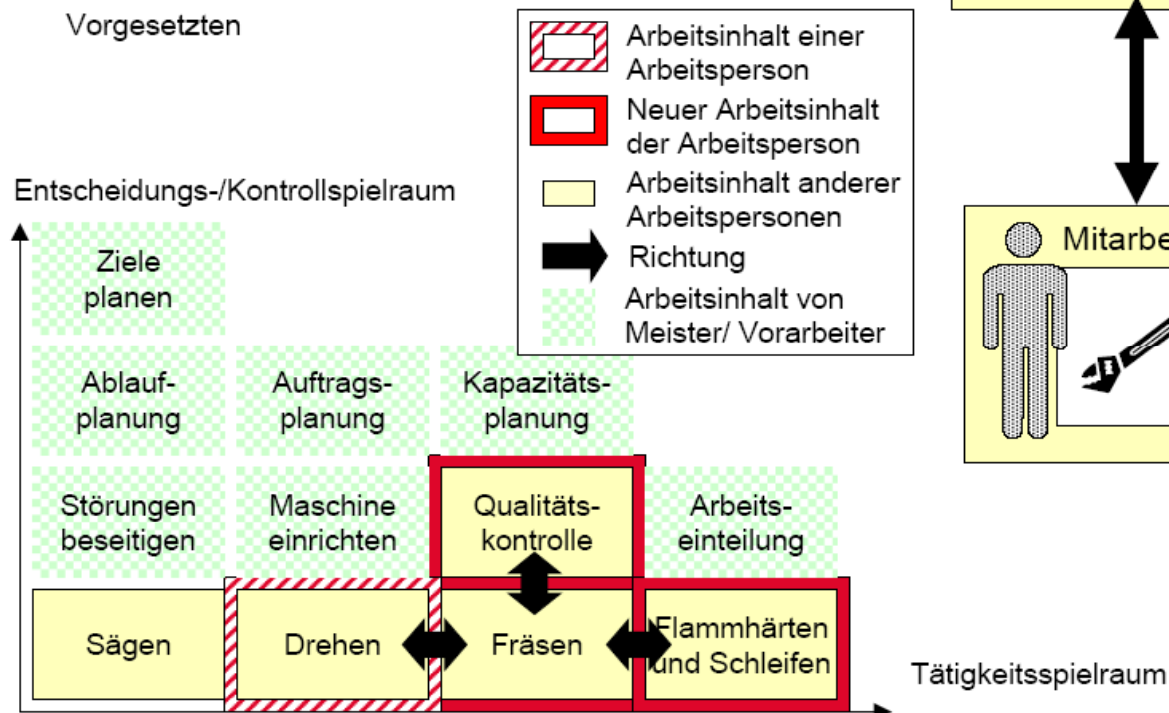 Vorgesetzten
Arbeitsinhalt einer
Arbeitsperson
Neuer Arbeitsinhalt
der Arbeitsperson
Arbeitsinhalt anderer
Arbeitspersonen
Richtung
Arbeitsinhalt von
Meister/ Vorarbeiter
Entscheidungs-/Kontrollspielraum
Mitarbe
Ziele
planen
Ablauf-
planung
Auftrags-
planung
Kapazitäts-
planung
Störungen
beseitigen
Maschine
einrichten
Qualitäts-
kontrolle
Arbeits-
einteilung
Sägen
Drehen
Fräsen
Flammhärten
und Schleifen
Tätigkeitsspielraum